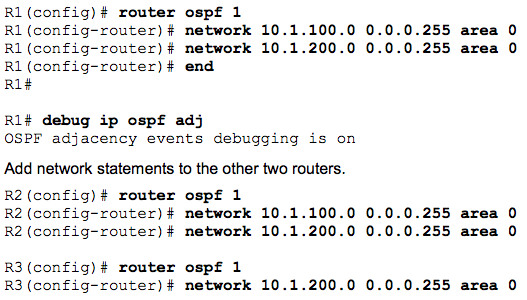 R1(config)# router ospf 1
R1(config-router)# network 10.1.100.0 0.0.0.255 area 0
R1(config-router)# network 10.1.200.0 0.0.0.255 area 0
R1(config-router)# end
R1#
R1# debug ip ospf adj
OSPF adjacency events debugging is on
Add network statements to the other two routers.
R2(config)# router ospf 1
R2(config-router)# network 10.1.100.0 0.0.0.255 area 0
R2(config-router)# network 10.1.200.0 0.0.0.255 area 0
R3(config)# router ospf 1
R3(config-router)# network 10.1.200.0 0.0.0.255 area 0